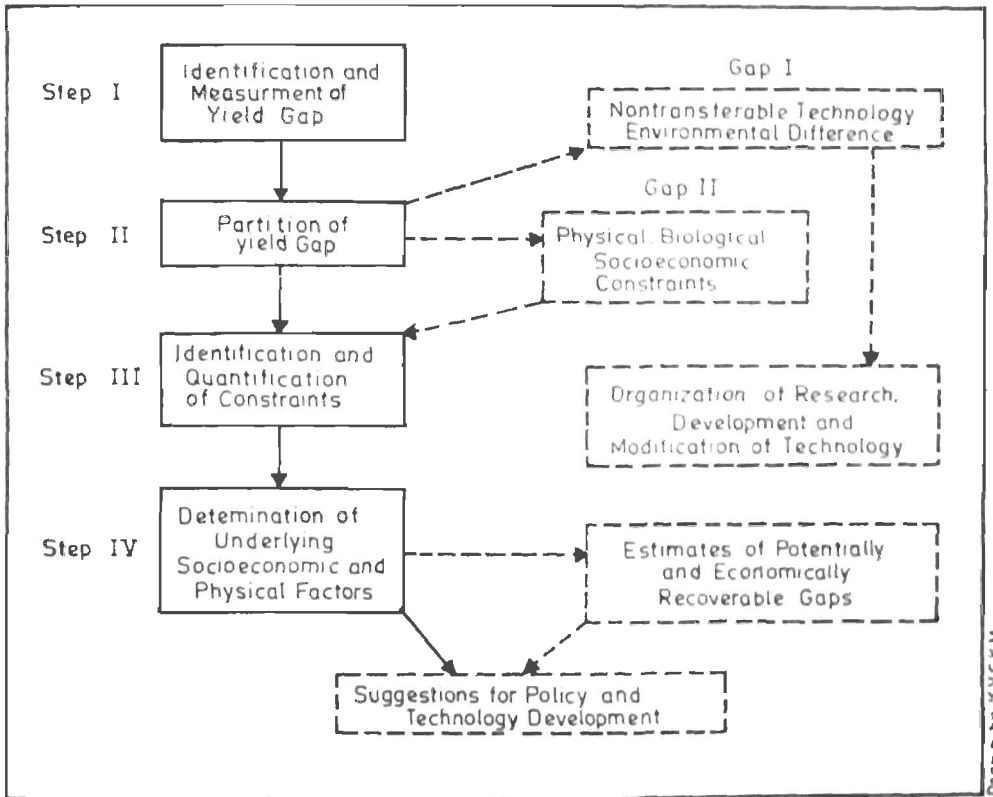 Step I
Identification and
Measurment of
Yield Gap
Gap I
Nontransterable Technology
Environmental Difference
Step II
Partition of
yield Gap
Gap II
Physical. Biological
Socioeconomic
Constraints
Step III
Identification and
Quantification
of Constraints
Organization of Research,
Development and
Modification of Technology
Step IV
Detemination of
Underlying
Socioeconomic and
Physical Factors
Estimates of Potentially
and Economically
Recoverable Gaps
Suggestions for Policy and
Technology Development